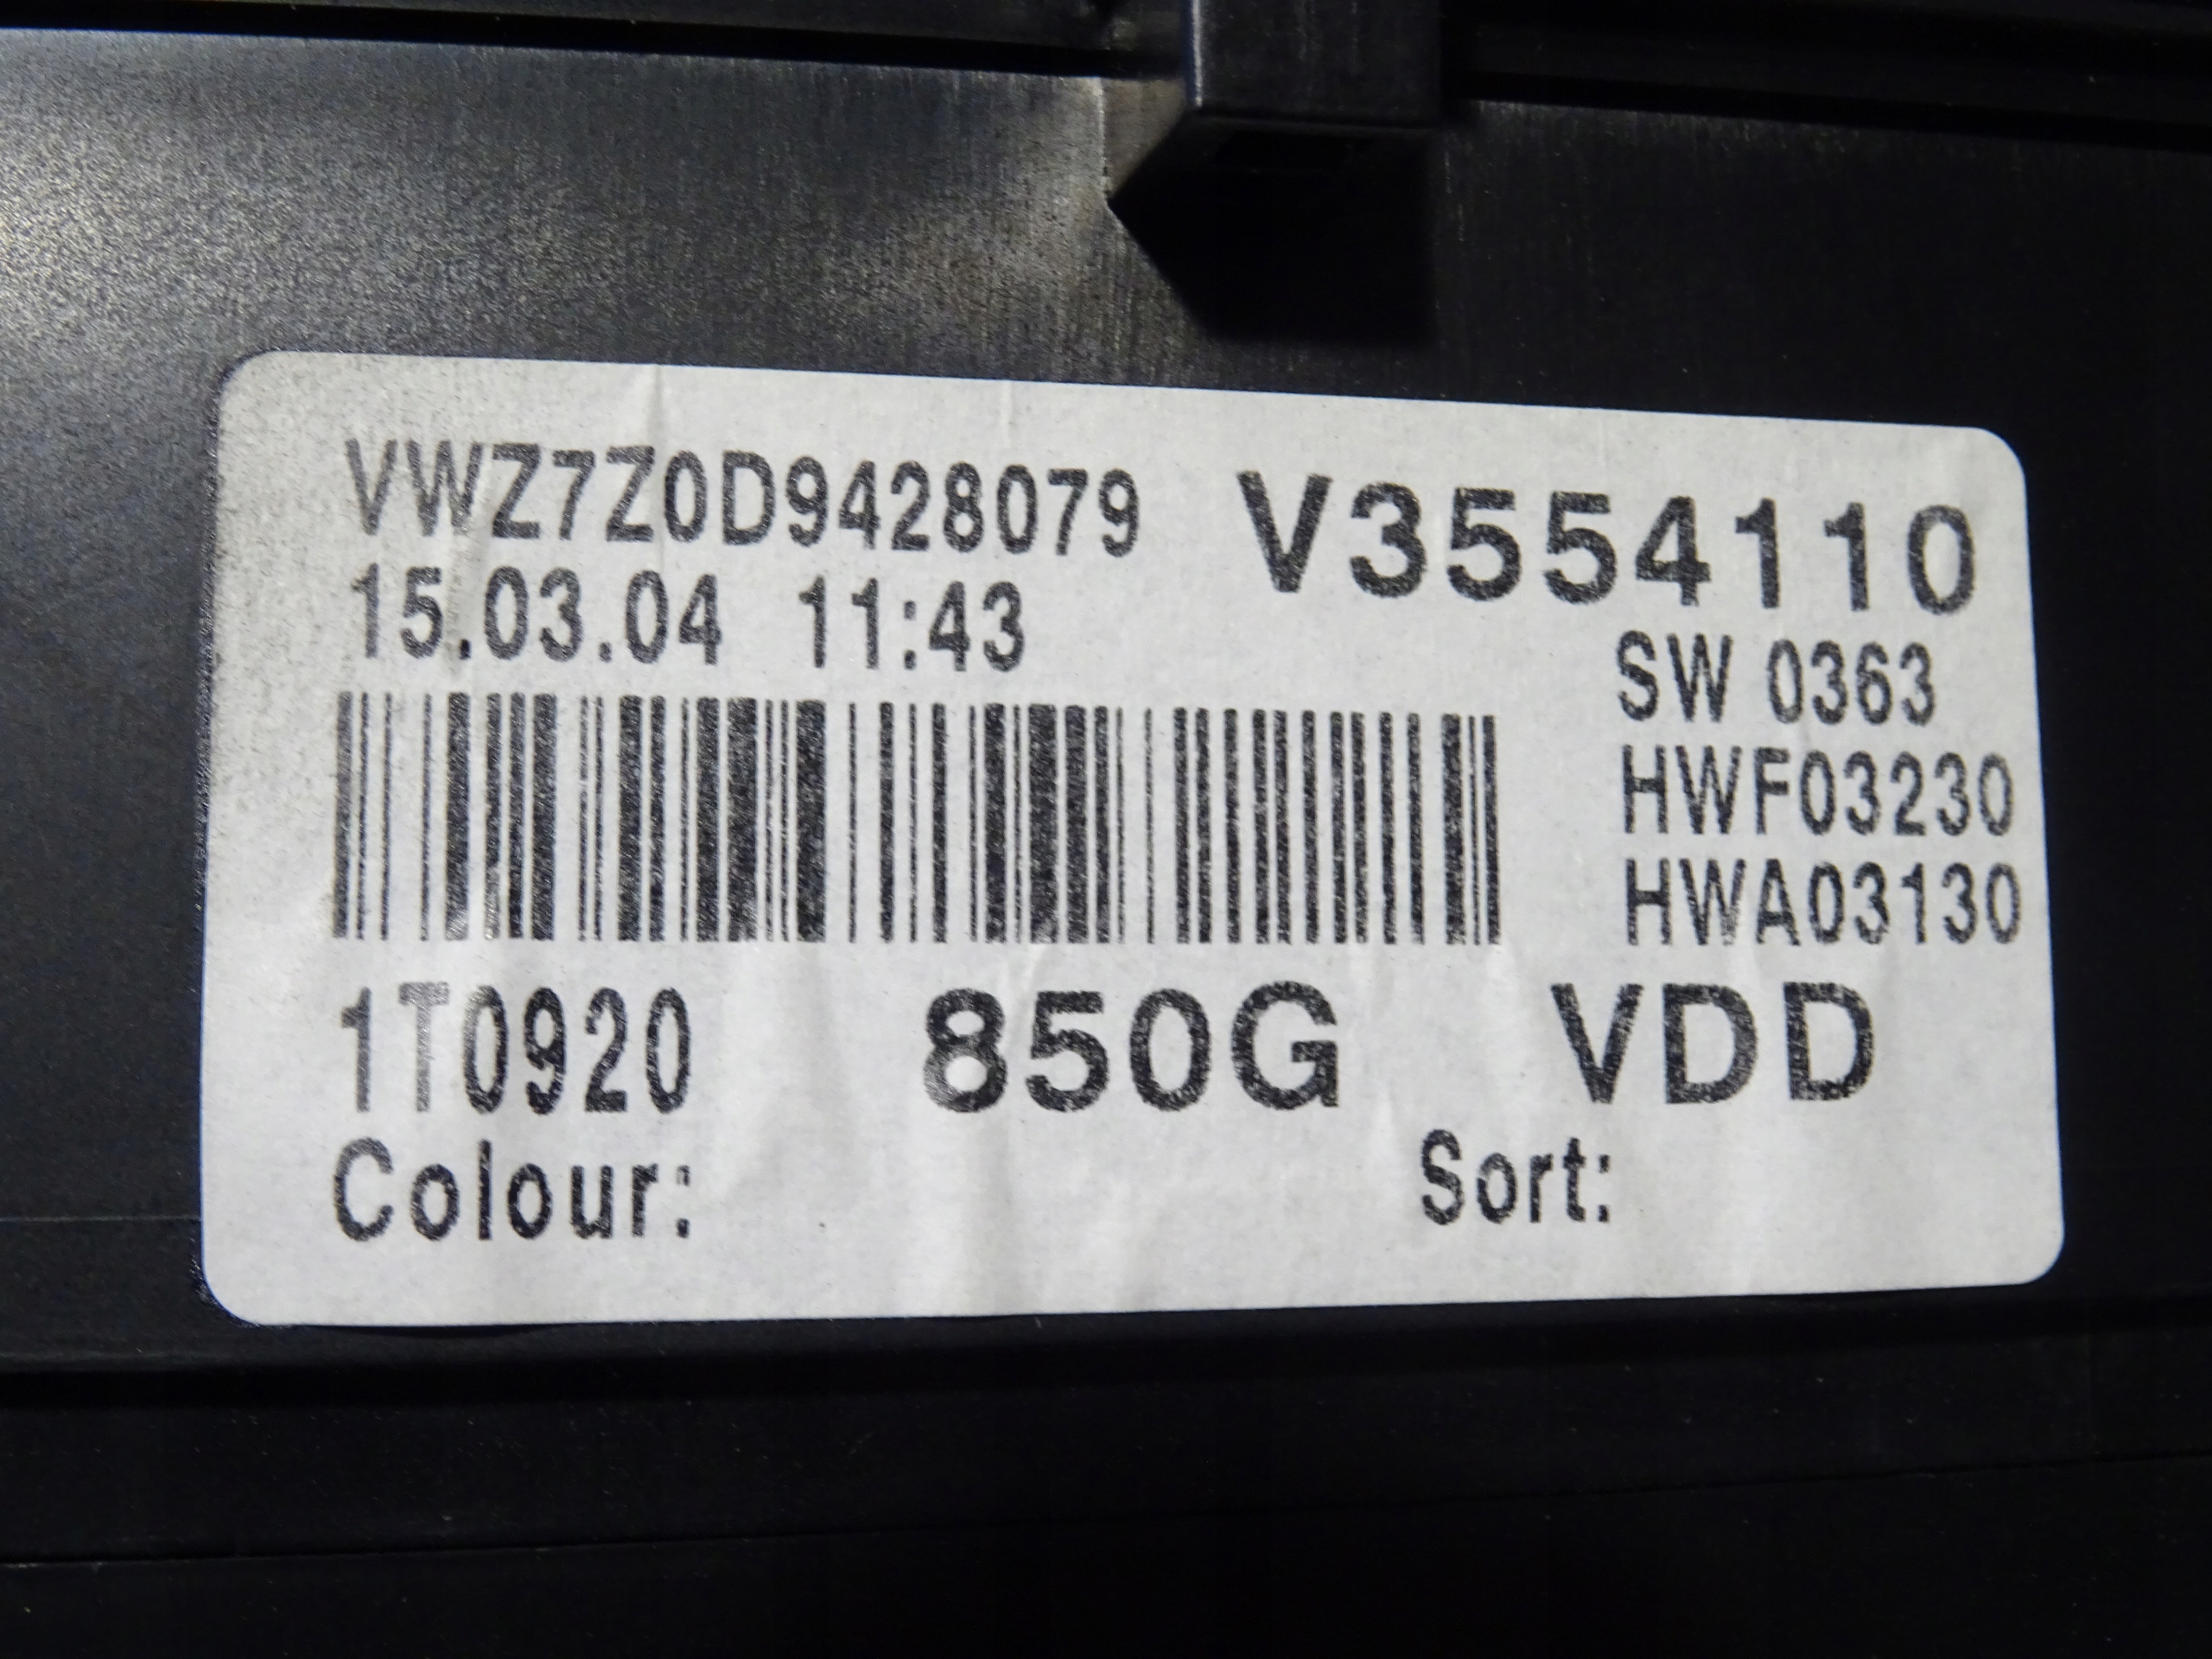 VWZ7Z0D9428079 V3554110
15.03.04 11:43
SW 0363
HWF03230
HWA03130
1T0920 850G VDD
Colour: Sort: